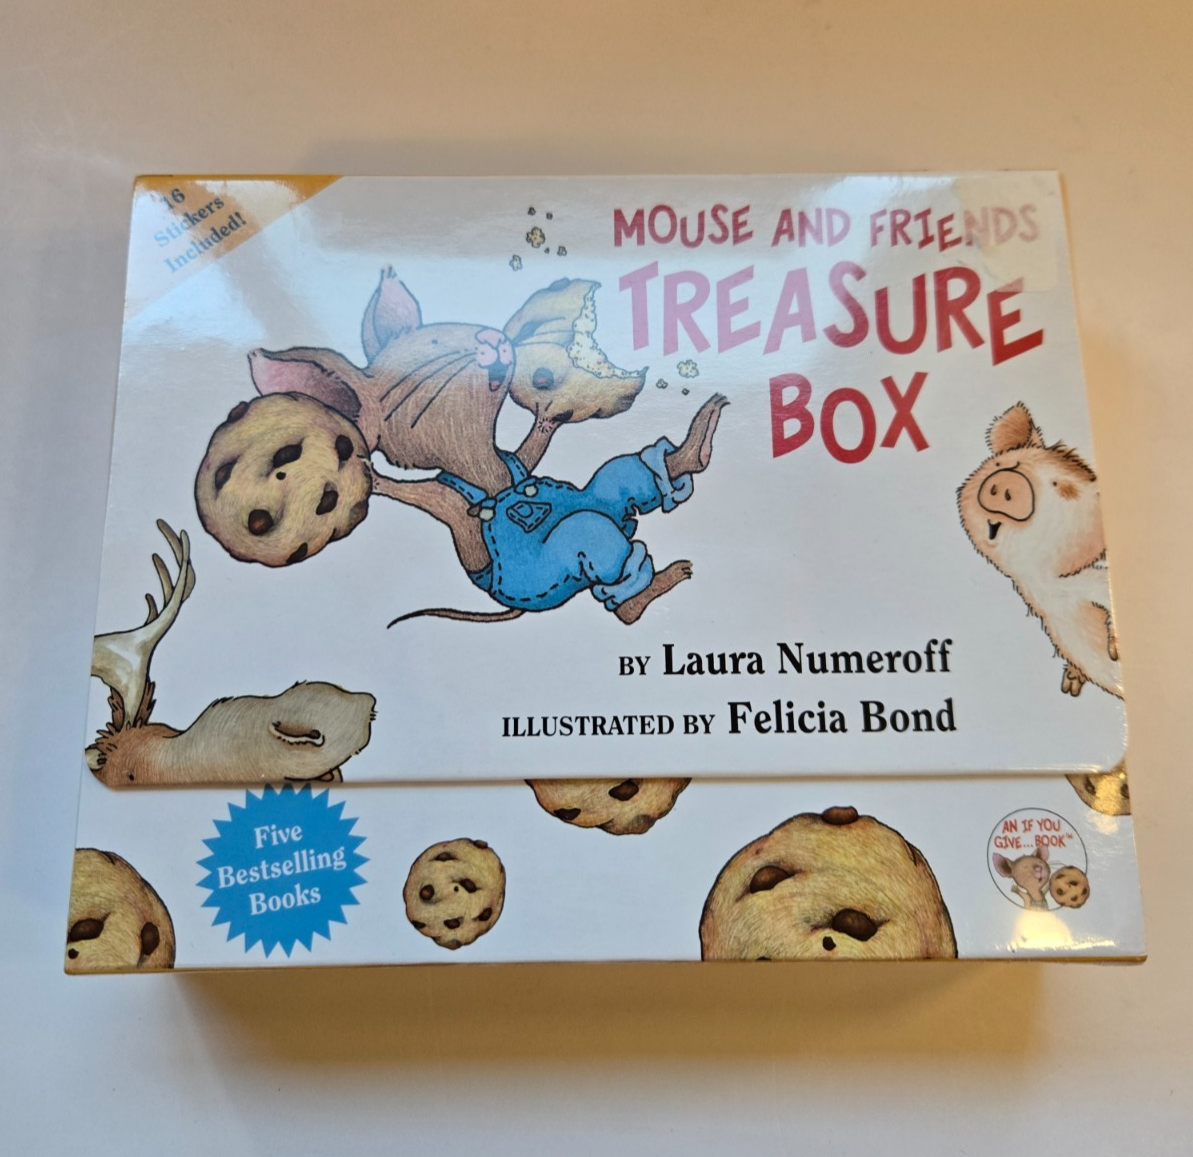 16
Stickers
Included!
MOUSE AND FRIENDS
TREASURE
BOX
BY Laura Numeroff
ILLUSTRATED BY Felicia Bond
Five
Bestselling
Books
AN IF YOU
GIVE...BOOK™